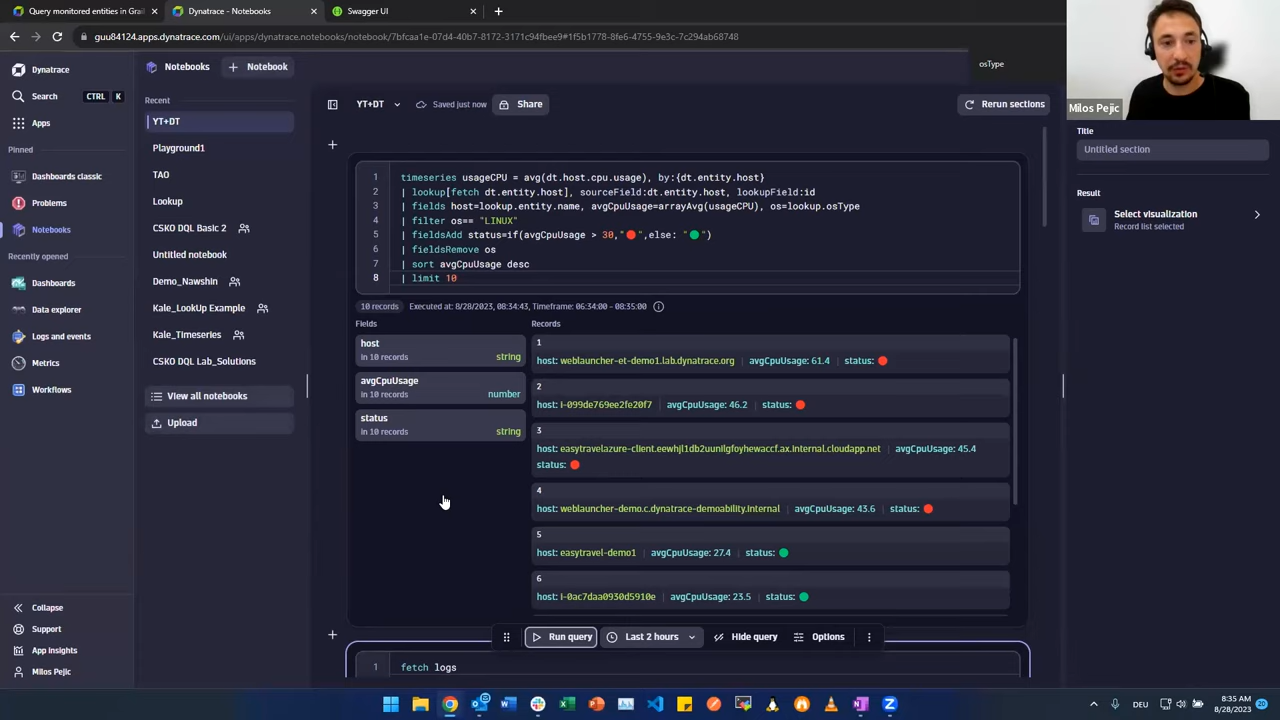 Query monitored entities in Grail
Dynatrace - Notebooks
Swagger UI
guu84124.apps.dynatrace.com/ui/apps/dynatrace.notebooks/notebook/7bfcaa1e-07d4-40b7-8172-3171c94fbee9#1f5b1778-8fe6-4755-9e3c-7c294ab68748
Dynatrace
Search CTRL K
Apps
Pinned
Dashboards classic
Problems
Notebooks
Recently opened
Dashboards
Data explorer
Logs and events
Metrics
Workflows
Collapse
Support
App insights
Milos Pejic
Notebooks
Notebook
Recent
YT+DT
Playground1
TAO
Lookup
CSKO DQL Basic 2
Untitled notebook
Demo_Nawshin
Kale_LookUp Example
Kale_Timeseries
CSKO DQL Lab_Solutions
View all notebooks
Upload
osType
YT+DT
Saved just now
Share
Rerun sections
1 timeseries usageCPU = avg(dt.host.cpu.usage), by:{dt.entity.host}
2 | lookup[fetch dt.entity.host], sourceField:dt.entity.host, lookupField:id
3 | fields host=lookup.entity.name, avgCpuUsage=arrayAvg(usageCPU), os=lookup.osType
4 | filter os== "LINUX"
5 | fieldsAdd status=if(avgCpuUsage > 30,"🔴",else: "🟢")
6 | fieldsRemove os
7 | sort avgCpuUsage desc
8 | limit 10
10 records Executed at: 8/28/2023, 08:34:43, Timeframe: 06:34:00 - 08:35:00
Fields
host
in 10 records string
avgCpuUsage
in 10 records number
status
in 10 records string
Records
1
host: weblauncher-et-demo1.lab.dynatrace.org | avgCpuUsage: 61.4 | status: 🔴
2
host: i-099de769ee2fe20f7 | avgCpuUsage: 46.2 | status: 🔴
3
host: easytravelazure-client.eewhjl1db2uunilgfoyhewaccf.ax.internal.cloudapp.net | avgCpuUsage: 45.4
status: 🔴
4
host: weblauncher-demo.c.dynatrace-demoability.internal | avgCpuUsage: 43.6 | status: 🔴
5
host: easytravel-demo1 | avgCpuUsage: 27.4 | status: 🟢
6
host: i-0ac7daa0930d5910e | avgCpuUsage: 23.5 | status: 🟢
Run query
Last 2 hours
Hide query
Options
1 fetch logs
Milos Pejic
Title
Untitled section
Result
Select visualization
Record list selected
DEU
8:35 AM
8/28/2023
20